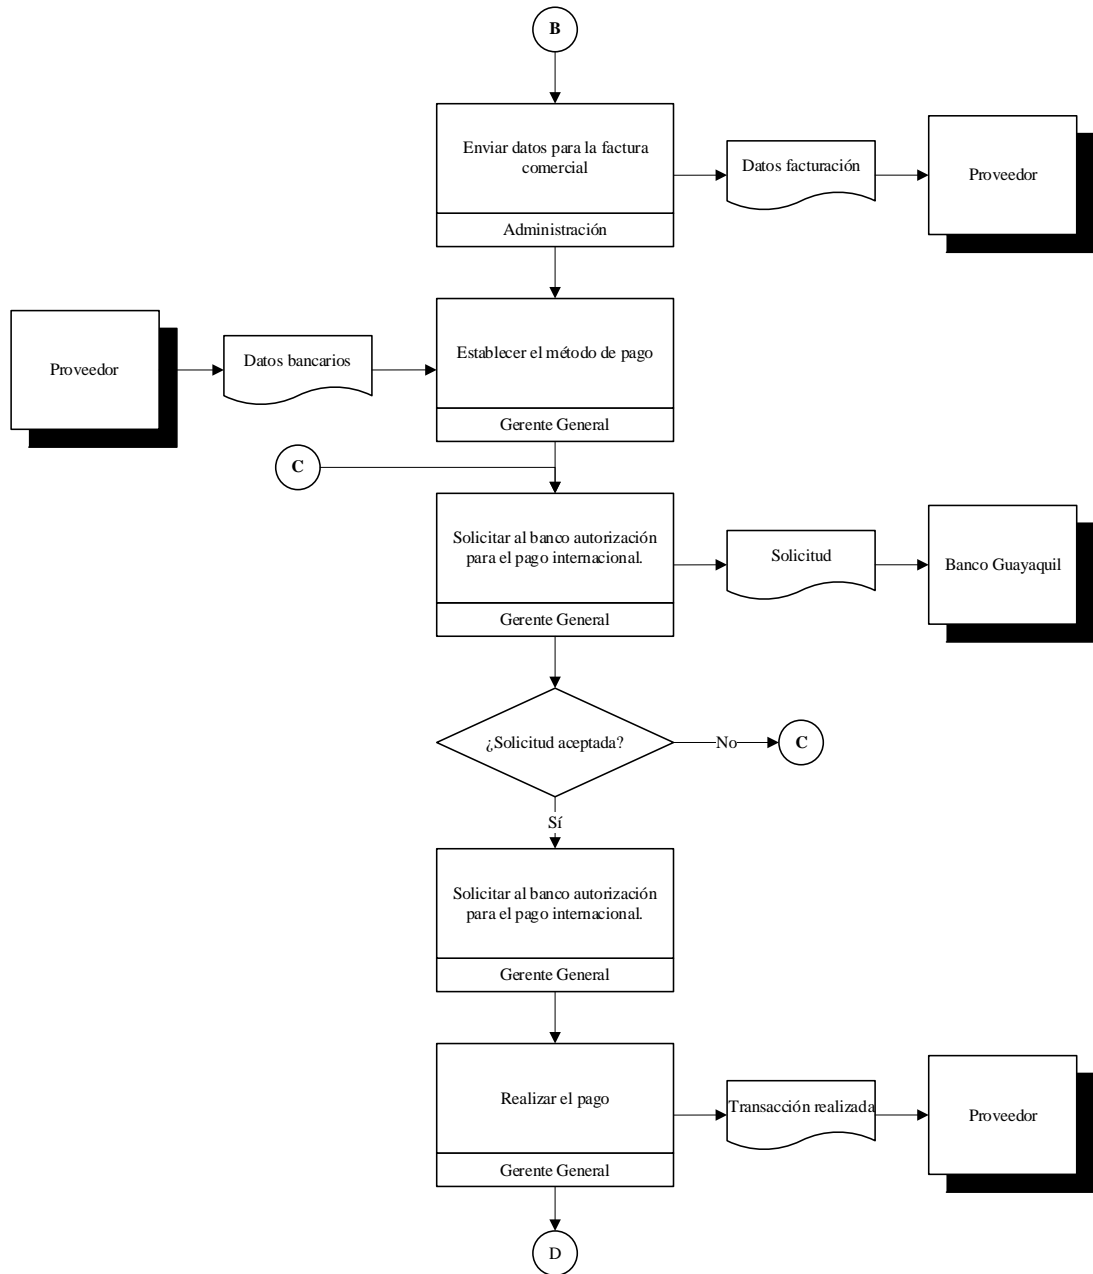 B
Enviar datos para la factura
comercial
Administración
Datos facturación
Proveedor
Proveedor
Datos bancarios
Establecer el método de pago
Gerente General
C
Solicitar al banco autorización
para el pago internacional.
Gerente General
Solicitud
Banco Guayaquil
¿Solicitud aceptada?
No
C
Sí
Solicitar al banco autorización
para el pago internacional.
Gerente General
Realizar el pago
Gerente General
Transacción realizada
Proveedor
D